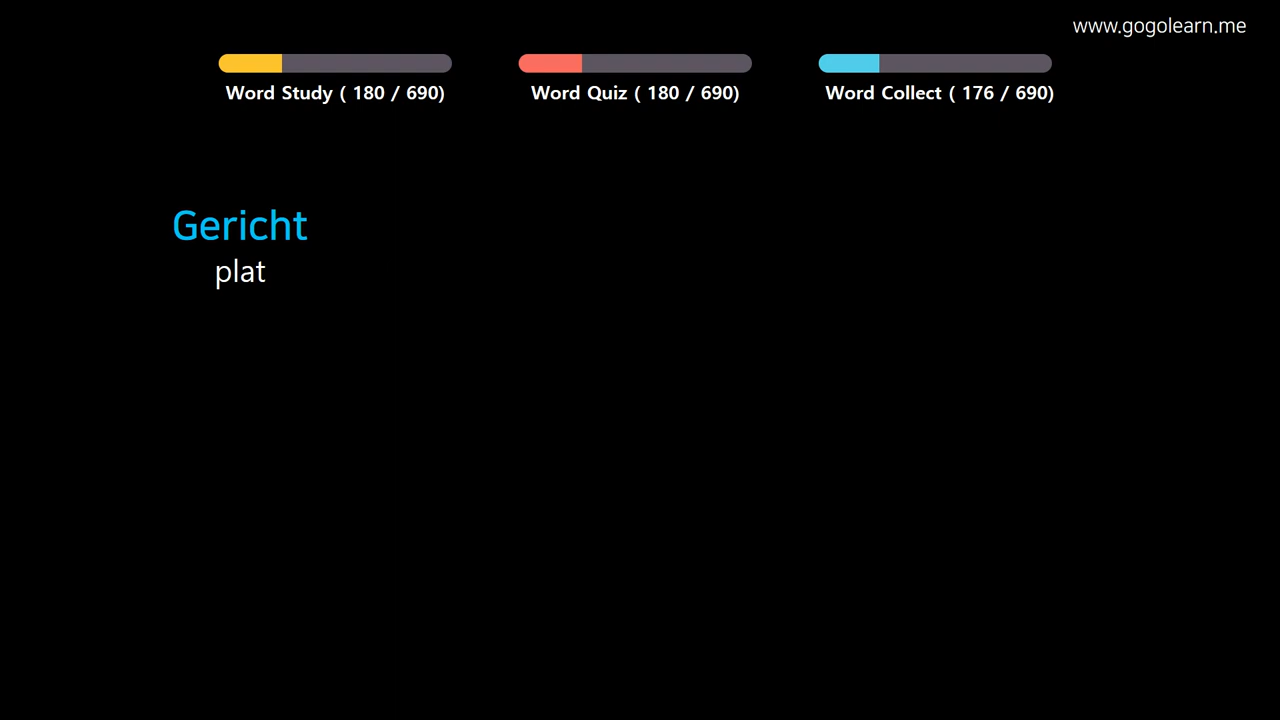 www.gogolearn.me
Word Study ( 180 / 690)
Word Quiz ( 180 / 690)
Word Collect ( 176 / 690)
Gericht
plat